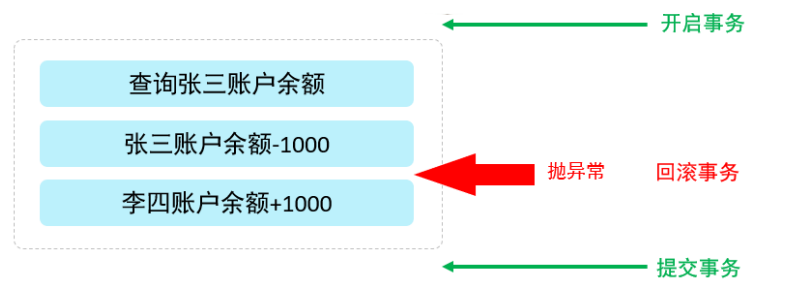 开启事务
查询张三账户余额
张三账户余额-1000
抛异常 回滚事务
李四账户余额+1000
提交事务